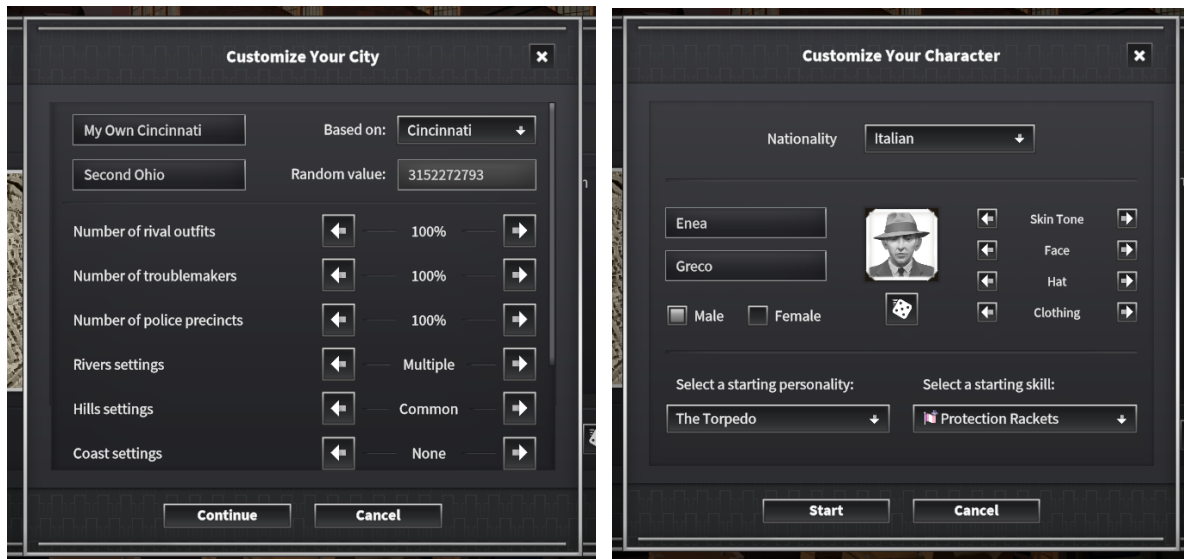 Customize Your City
My Own Cincinnati
Based on: Cincinnati
Second Ohio
Random value: 3152272793
Number of rival outfits 100%
Number of troublemakers 100%
Number of police precincts 100%
Rivers settings Multiple
Hills settings Common
Coast settings None
Continue Cancel
Customize Your Character
Nationality Italian
Enea
Greco
Male Female
Skin Tone
Face
Hat
Clothing
Select a starting personality: Select a starting skill:
The Torpedo Protection Rackets
Start Cancel